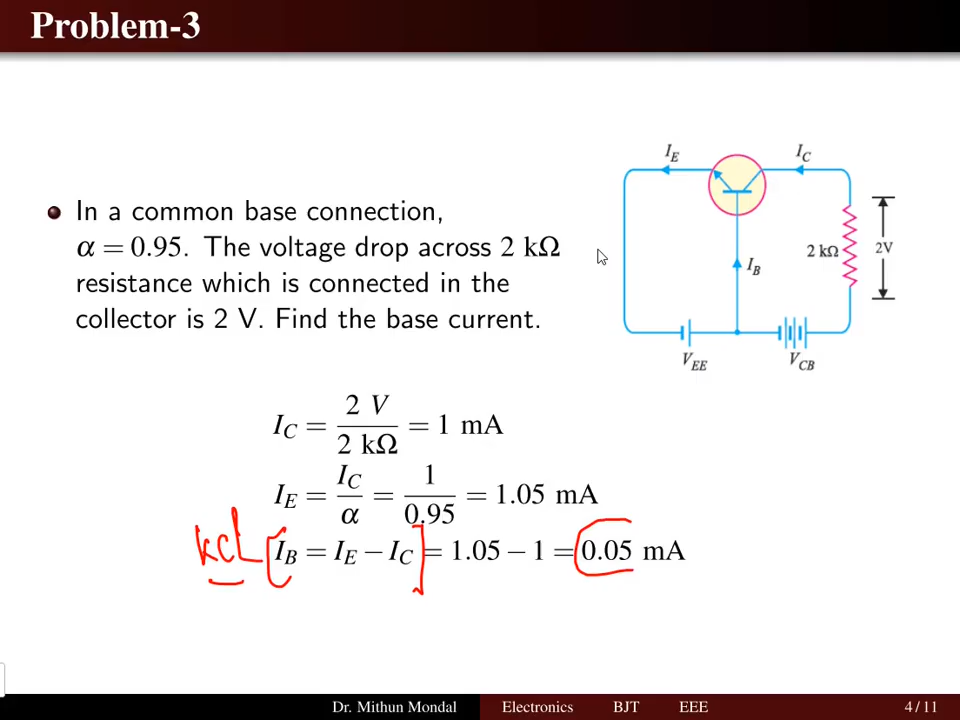 Problem-3
In a common base connection,
α = 0.95. The voltage drop across 2 kΩ
resistance which is connected in the
collector is 2 V. Find the base current.
I_E
I_C
I_B
2 kΩ
2V
V_EE
V_CB
I_C = 2 V / 2 kΩ = 1 mA
I_E = I_C / α = 1 / 0.95 = 1.05 mA
kcl [I_B = I_E − I_C] = 1.05 − 1 = 0.05 mA
Dr. Mithun Mondal Electronics BJT EEE 4 / 11